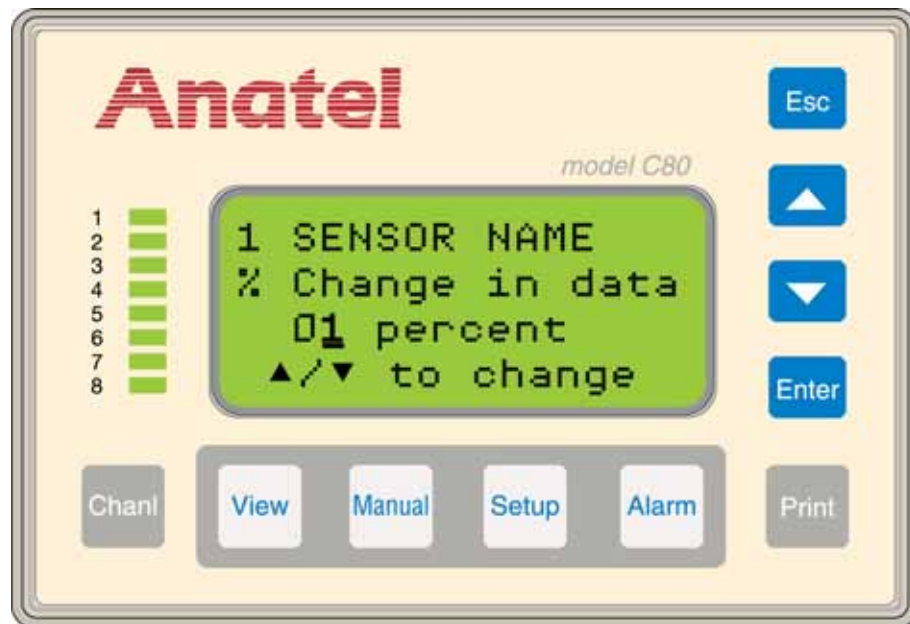 Anatel
model C80
Esc
1
2
3
4
5
6
7
8
1 SENSOR NAME
% Change in data
01 percent
▲/▼ to change
Enter
Chanl
View
Manual
Setup
Alarm
Print